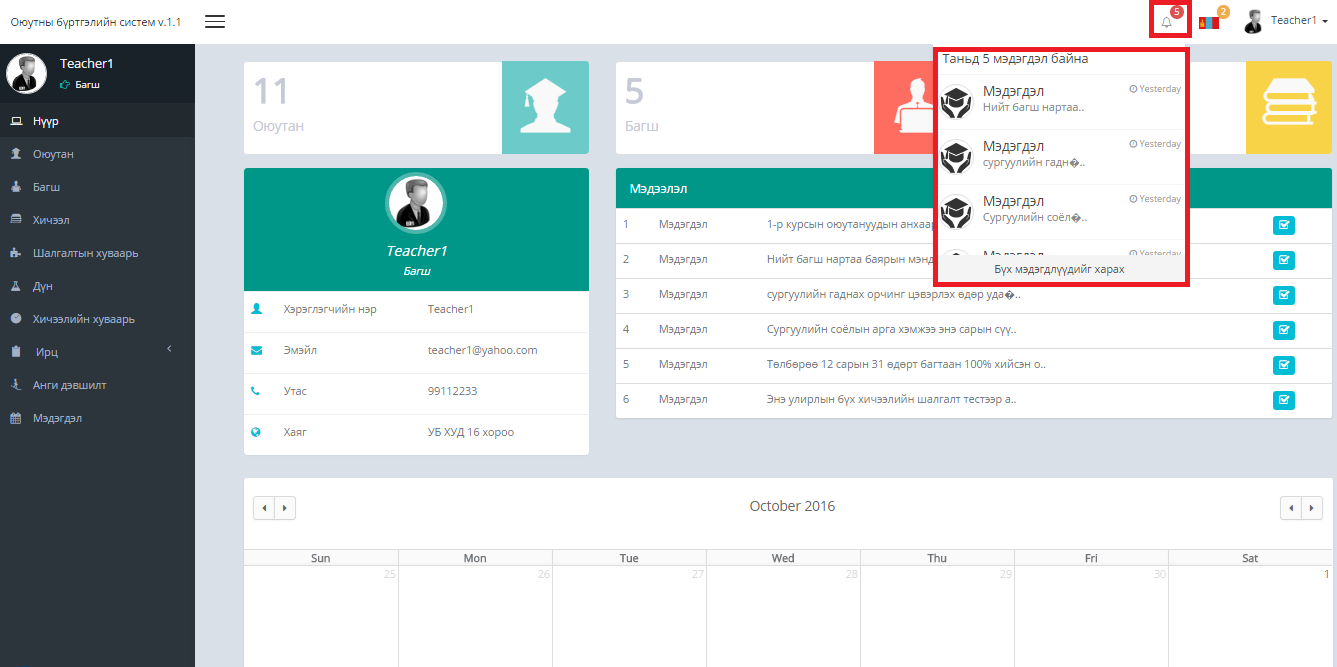 Оюутны бүртгэлийн систем v.1.1
5
2
Teacher1
Teacher1
Багш
Нүүр
Оюутан
Багш
Хичээл
Шалгалтын хуваарь
Дүн
Хичээлийн хуваарь
Ирц
Анги дэвшилт
Мэдэгдэл
11
Оюутан
5
Багш
Таньд 5 мэдэгдэл байна
Мэдэгдэл
Yesterday
Нийт багш нартаа..
Мэдэгдэл
Yesterday
сургуулийн гадн�..
Мэдэгдэл
Yesterday
Сургуулийн соёл�..
Мэдэгдэл
Yesterday
Бүх мэдэгдлүүдийг харах
Teacher1
Багш
Хэрэглэгчийн нэр Teacher1
Эмэйл teacher1@yahoo.com
Утас 99112233
Хаяг УБ ХУД 16 хороо
Мэдээлэл
1 Мэдэгдэл 1-р курсын оюутануудын анхаар
2 Мэдэгдэл Нийт багш нартаа баярын мэнд
3 Мэдэгдэл сургуулийн гаднах орчинг цэвэрлэх өдөр уда�..
4 Мэдэгдэл Сургуулийн соёлын арга хэмжээ энэ сарын сүү..
5 Мэдэгдэл Төлбөрөө 12 сарын 31 өдөрт багтаан 100% хийсэн о..
6 Мэдэгдэл Энэ улирлын бүх хичээлийн шалгалт тестээр а..
October 2016
Sun Mon Tue Wed Thu Fri Sat
25 26 27 28 29 30 1